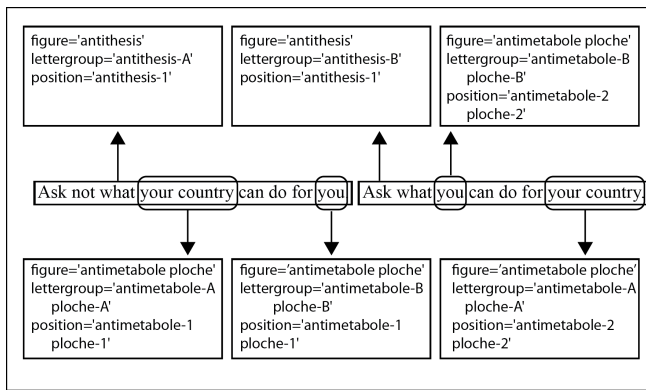 figure='antithesis'
lettergroup='antithesis-A'
position='antithesis-1'
figure='antithesis'
lettergroup='antithesis-B'
position='antithesis-1'
figure='antimetabole ploche'
lettergroup='antimetabole-B
ploche-B'
position='antimetabole-2
ploche-2'
Ask not what your country can do for you Ask what you can do for your country.
figure='antimetabole ploche'
lettergroup='antimetabole-A
ploche-A'
position='antimetabole-1
ploche-1'
figure=’antimetabole ploche'
lettergroup='antimetabole-B
ploche-B'
position='antimetabole-1
ploche-1'
figure=’antimetabole ploche’
lettergroup='antimetabole-A
ploche-A'
position='antimetabole-2
ploche-2'